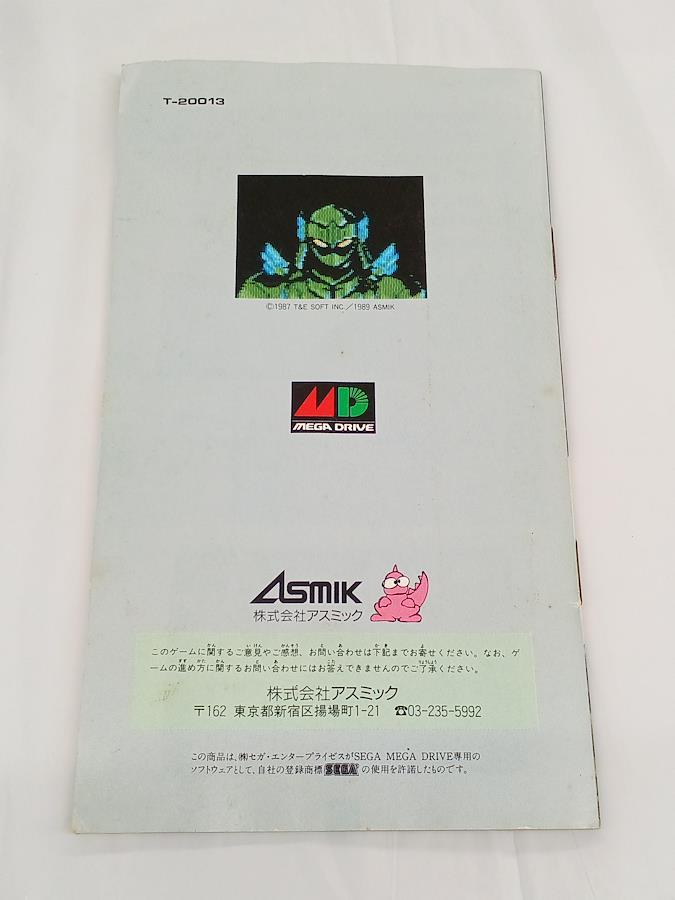 T-20013
©1987 T&E SOFT INC.／1989 ASMIK
MD
MEGA DRIVE
ASMIK
株式会社アスミック
このゲームに関するご意見やご感想、お問い合わせは下記までお寄せください。なお、ゲ
ームの進め方に関するお問い合わせにはお答えできませんのでご了承ください。
株式会社アスミック
〒162 東京都新宿区揚場町1-21 ☎03-235-5992
この商品は、㈱セガ・エンタープライゼスがSEGA MEGA DRIVE専用の
ソフトウェアとして、自社の登録商標 SEGA の使用を許諾したものです。